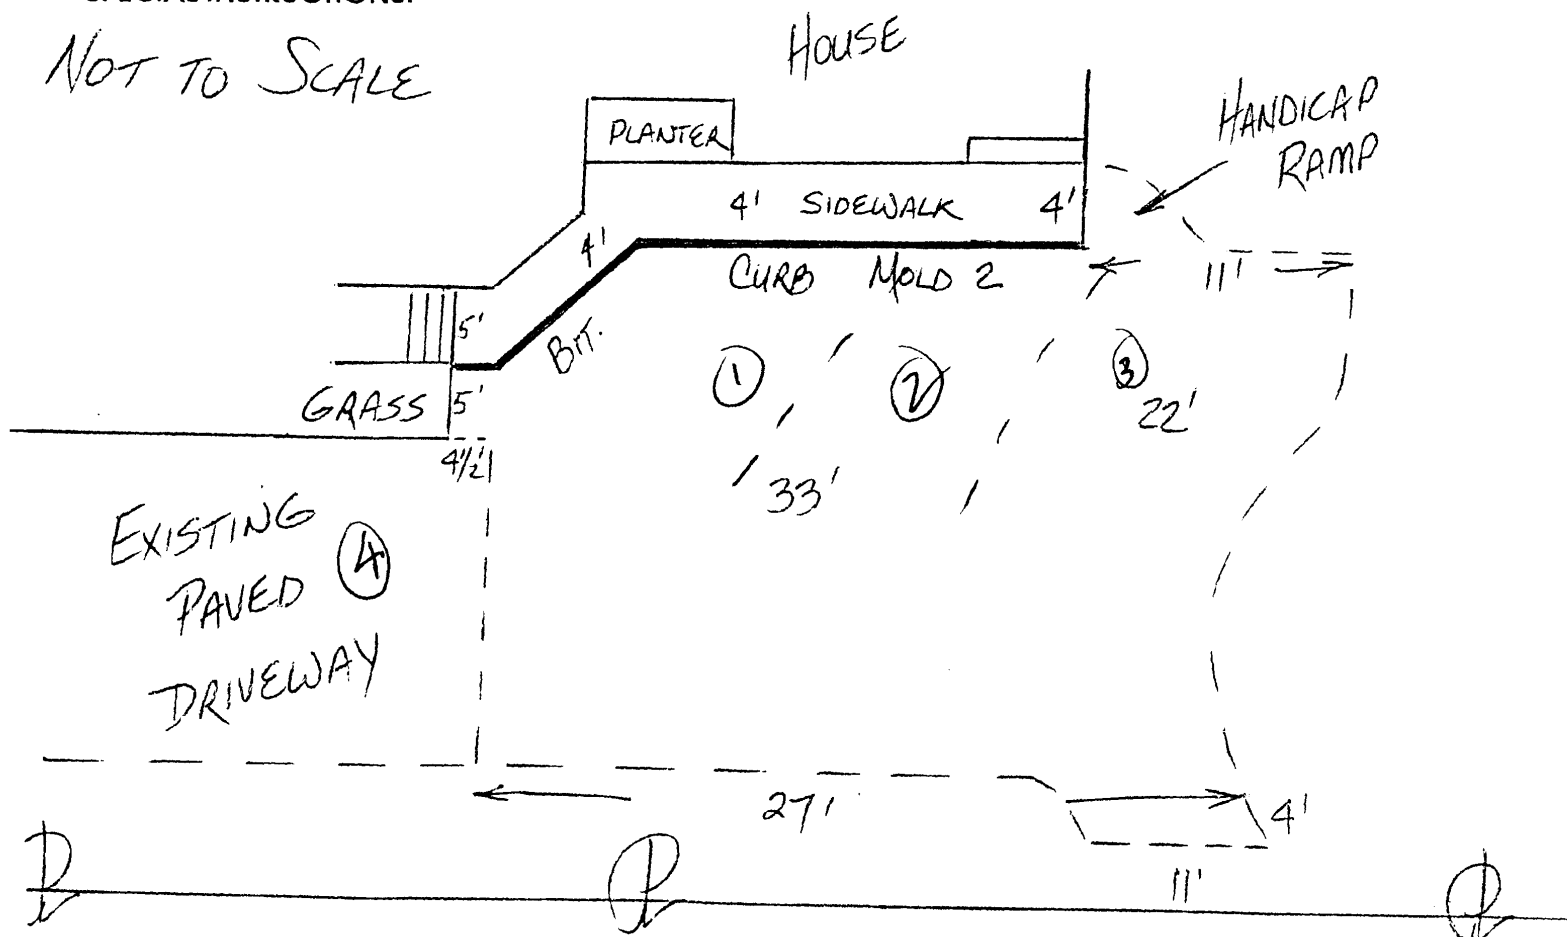 NOT TO SCALE
HOUSE
PLANTER
HANDICAP
RAMP
4' SIDEWALK 4'
4'
CURB MOLD 2
11'
5'
BIT.
1
2
3
22'
GRASS 5'
4½'
33'
EXISTING
PAVED 4
DRIVEWAY
27'
4'
11'